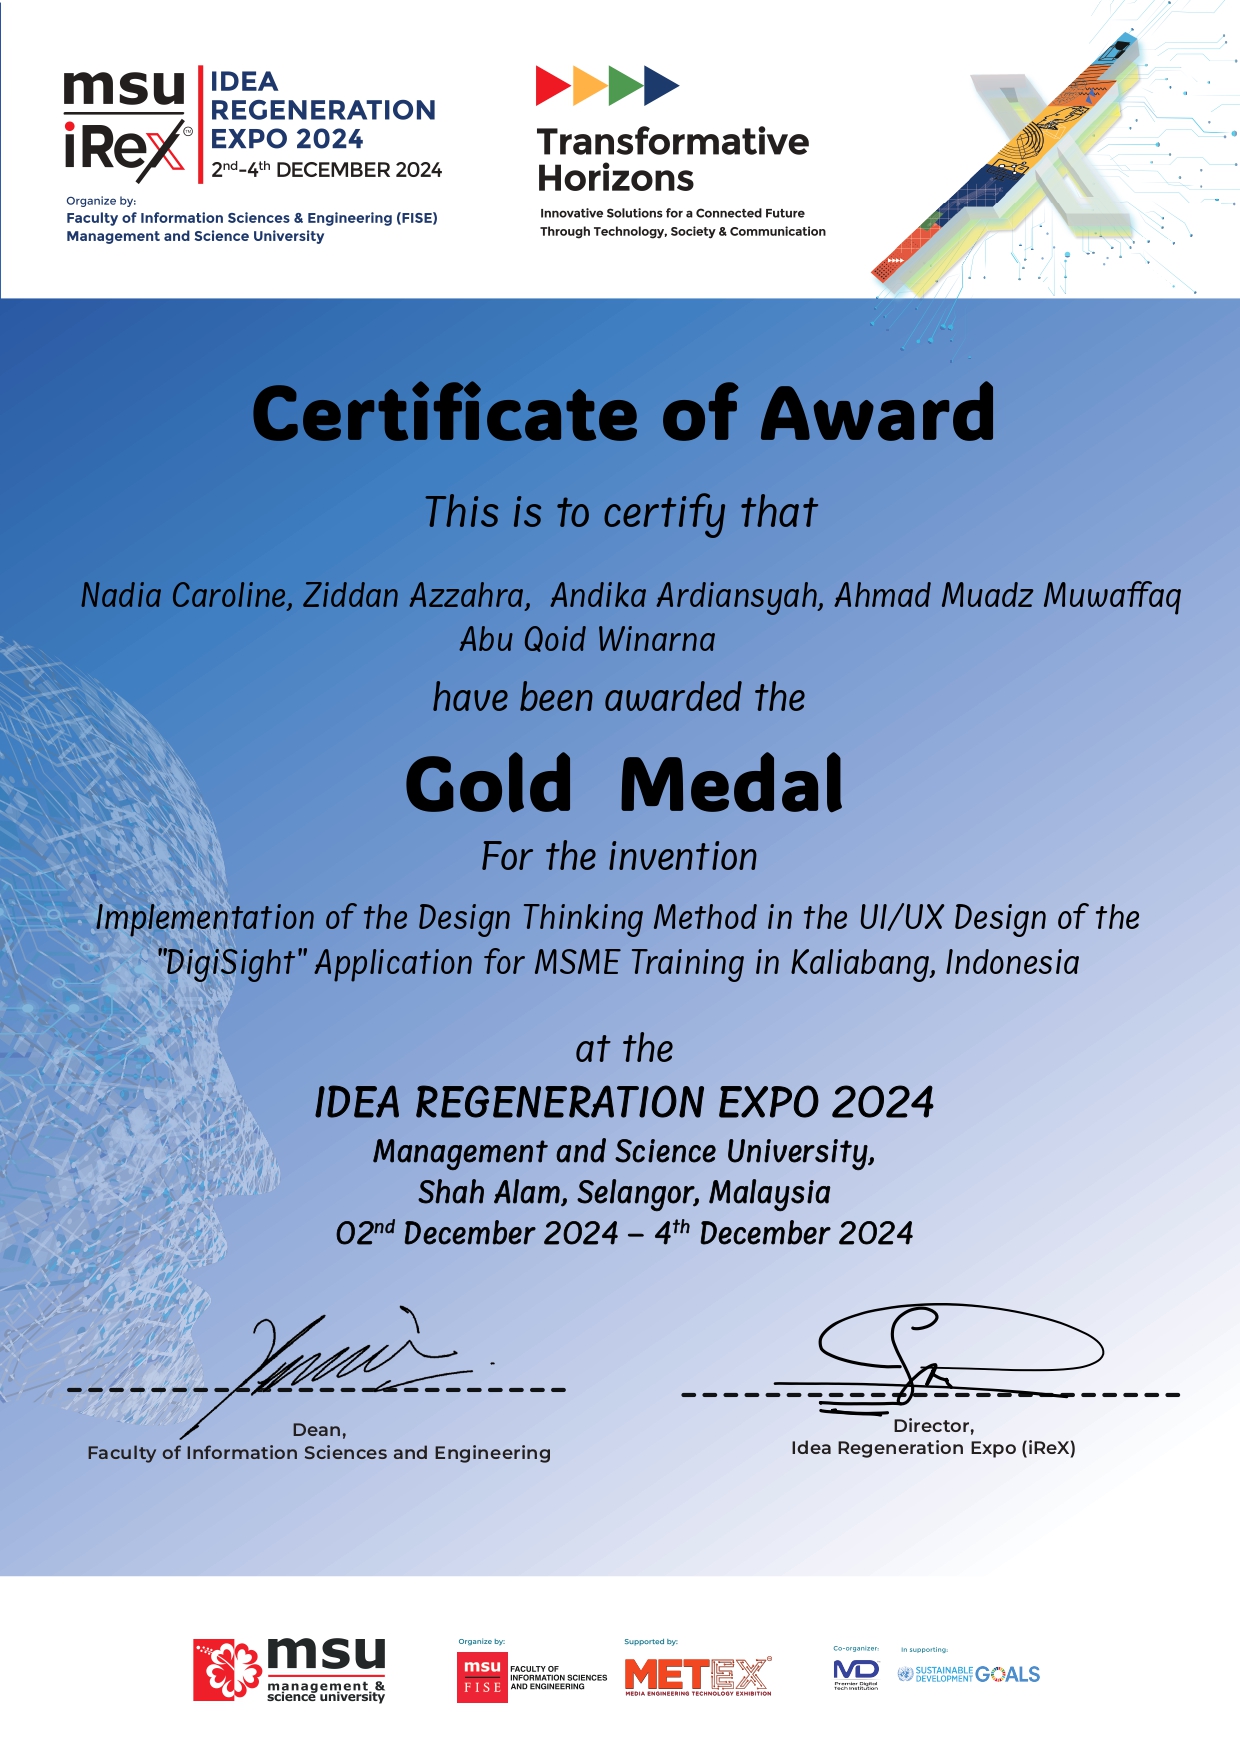 msu
iRex™
IDEA
REGENERATION
EXPO 2024
2nd-4th DECEMBER 2024
Organize by:
Faculty of Information Sciences & Engineering (FISE)
Management and Science University
Transformative
Horizons
Innovative Solutions for a Connected Future
Through Technology, Society & Communication
Certificate of Award
This is to certify that
Nadia Caroline, Ziddan Azzahra, Andika Ardiansyah, Ahmad Muadz Muwaffaq
Abu Qoid Winarna
have been awarded the
Gold Medal
For the invention
Implementation of the Design Thinking Method in the UI/UX Design of the
"DigiSight" Application for MSME Training in Kaliabang, Indonesia
at the
IDEA REGENERATION EXPO 2024
Management and Science University,
Shah Alam, Selangor, Malaysia
02nd December 2024 – 4th December 2024
Dean,
Faculty of Information Sciences and Engineering
Director,
Idea Regeneration Expo (iReX)
msu
management &
science university
Organize by:
msu
FISE
FACULTY OF
INFORMATION SCIENCES
AND ENGINEERING
Supported by:
METEX
MEDIA ENGINEERING TECHNOLOGY EXHIBITION
Co-organizer:
MD
Premier Digital
Tech Institution
In supporting:
SUSTAINABLE
DEVELOPMENT
GOALS